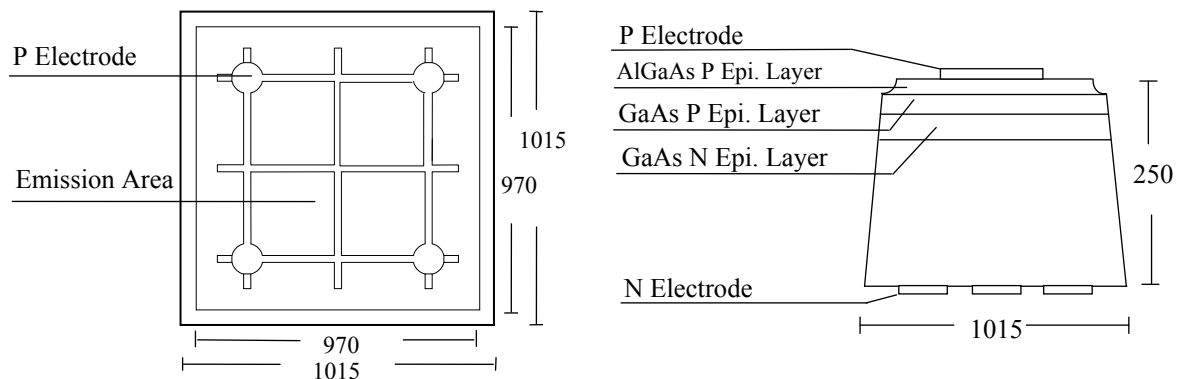 P Electrode
Emission Area
1015
970
970
1015
P Electrode
AlGaAs P Epi. Layer
GaAs P Epi. Layer
GaAs N Epi. Layer
250
N Electrode
1015